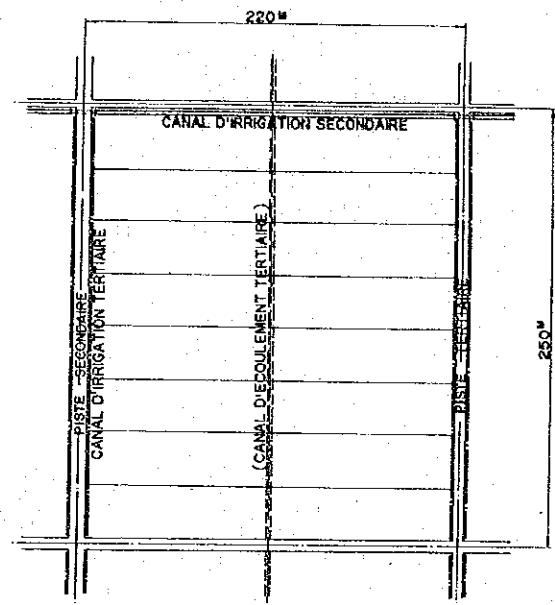 220ᴹ
CANAL D'IRRIGATION SECONDAIRE
PISTE SECONDAIRE
CANAL D'IRRIGATION TERTIAIRE
(CANAL D'ECOULEMENT TERTIAIRE)
PISTE TERTIAIRE
250ᴹ